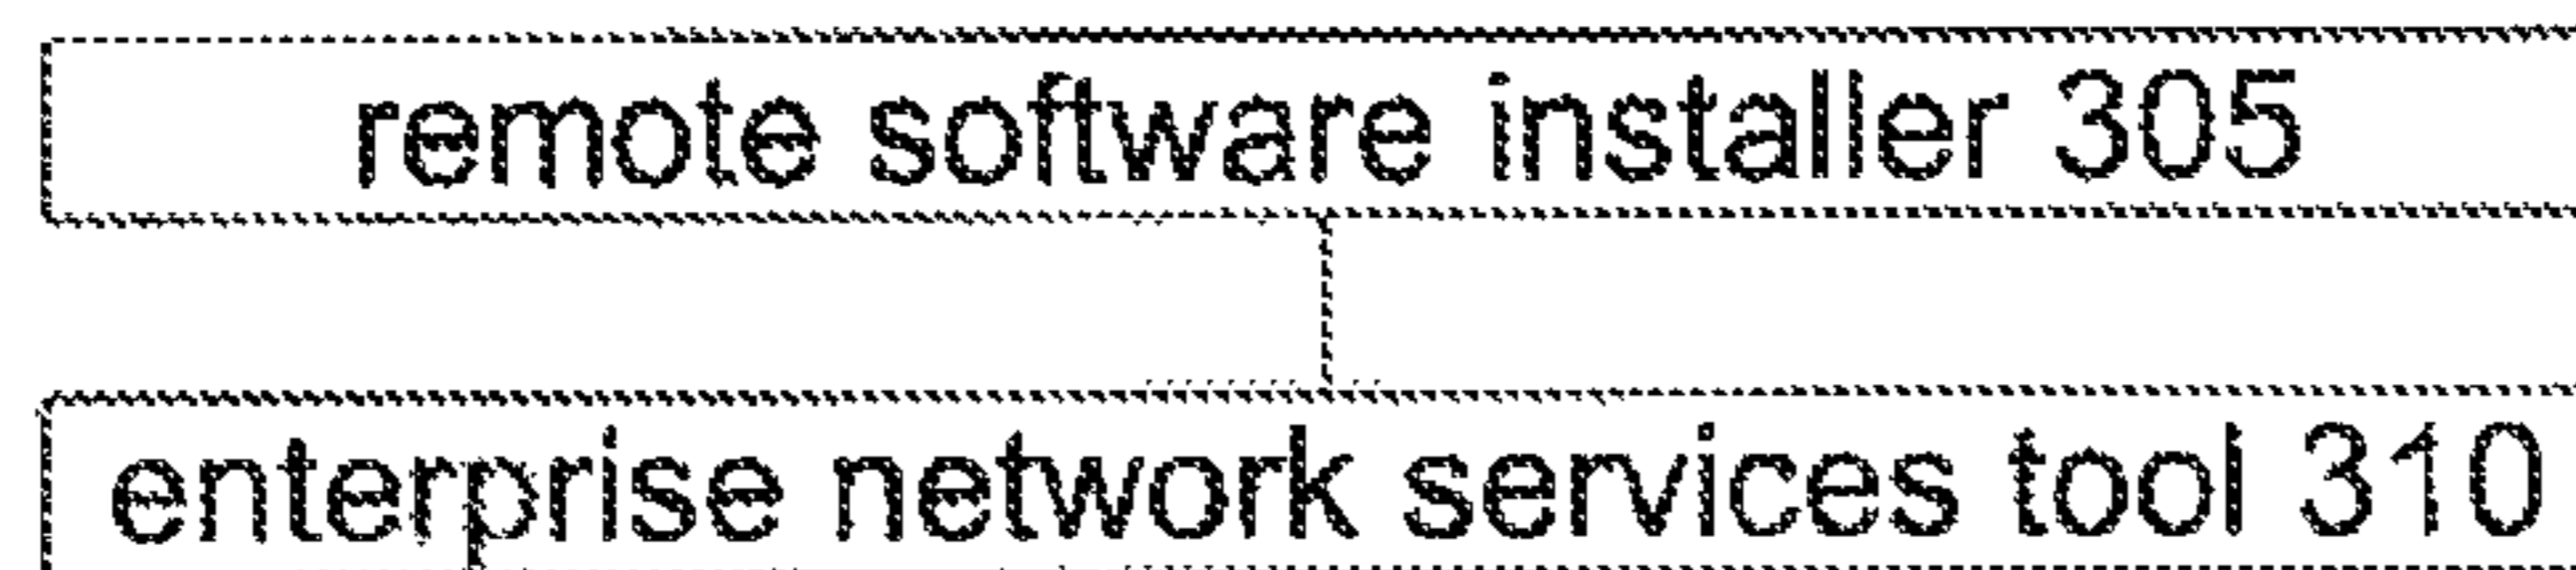 remote software installer 305
enterprise network services tool 310